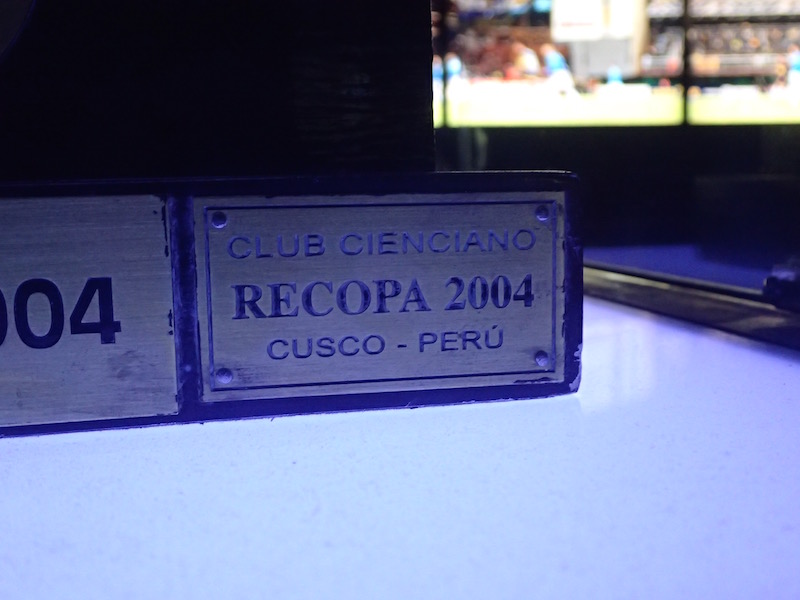 004
CLUB CIENCIANO
RECOPA 2004
CUSCO - PERÚ